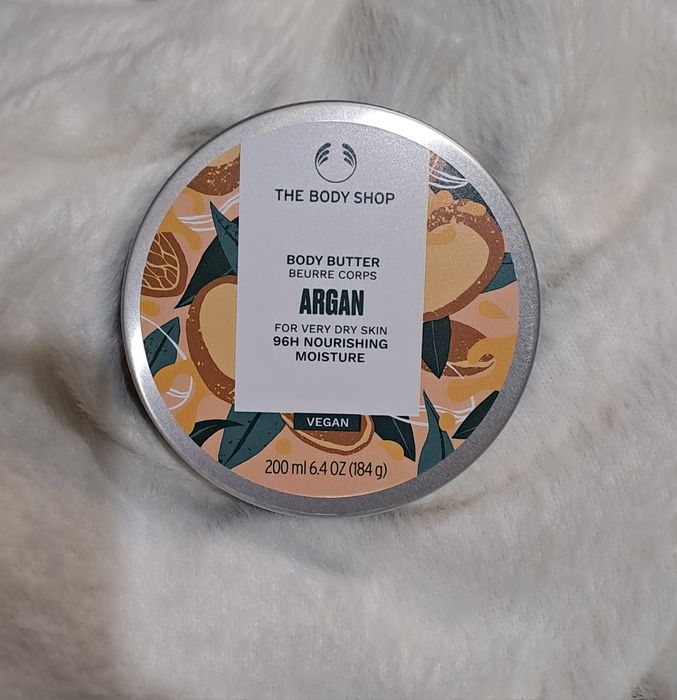 THE BODY SHOP
BODY BUTTER
BEURRE CORPS
ARGAN
FOR VERY DRY SKIN
96H NOURISHING
MOISTURE
VEGAN
200 ml 6.4 OZ (184 g)